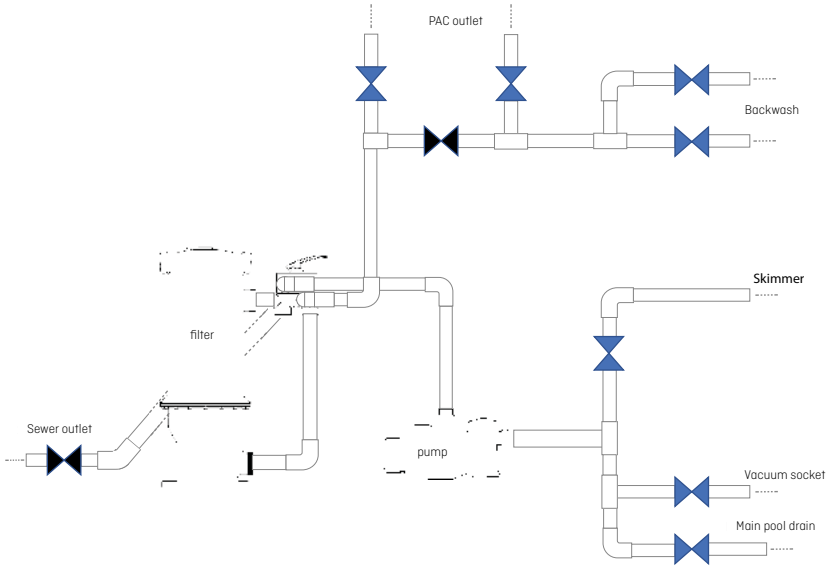 PAC outlet
Backwash
Skimmer
filter
Sewer outlet
pump
Vacuum socket
Main pool drain